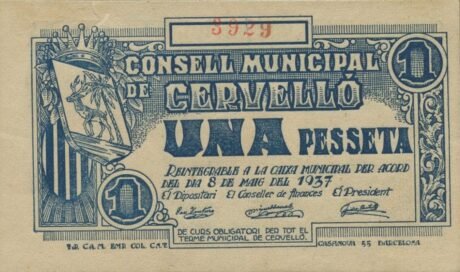 3929
CONSELL MUNICIPAL
DE CERVELLÓ
1
UNA PESSETA
REINTEGRABLE A LA CAIXA MUNICIPAL PER ACORD
DEL DIA 8 DE MAIG DEL 1937
El Dipositari El Conseller de finances El President
1
DE CURS OBLIGATORI PER TOT EL
TERME MUNICIPAL DE CERVELLÓ.
CASANOVA 55 BARCELONA